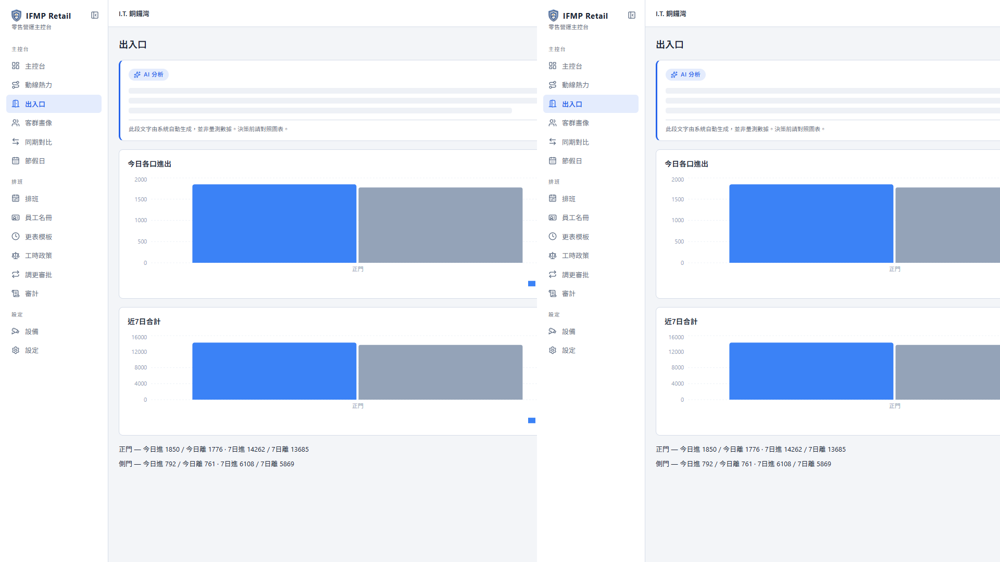 IFMP Retail
零售營運主控台
主控台
主控台
動線熱力
出入口
客群畫像
同期對比
節假日
排班
排班
員工名冊
更表模板
工時政策
調更審批
審計
設定
設備
設定
I.T. 銅鑼灣
出入口
AI 分析
此段文字由系統自動生成，並非量測數據。決策前請對照圖表。
今日各口進出
2000
1500
1000
500
0
正門
近7日合計
16000
12000
8000
4000
0
正門
正門 — 今日進 1850 / 今日離 1776 · 7日進 14262 / 7日離 13685
側門 — 今日進 792 / 今日離 761 · 7日進 6108 / 7日離 5869
IFMP Retail
零售營運主控台
主控台
主控台
動線熱力
出入口
客群畫像
同期對比
節假日
排班
排班
員工名冊
更表模板
工時政策
調更審批
審計
設定
設備
設定
I.T. 銅鑼灣
出入口
AI 分析
此段文字由系統自動生成，並非量測數據。決策前請對照圖表。
今日各口進出
2000
1500
1000
500
0
正門
近7日合計
16000
12000
8000
4000
0
正門
正門 — 今日進 1850 / 今日離 1776 · 7日進 14262 / 7日離 13685
側門 — 今日進 792 / 今日離 761 · 7日進 6108 / 7日離 5869